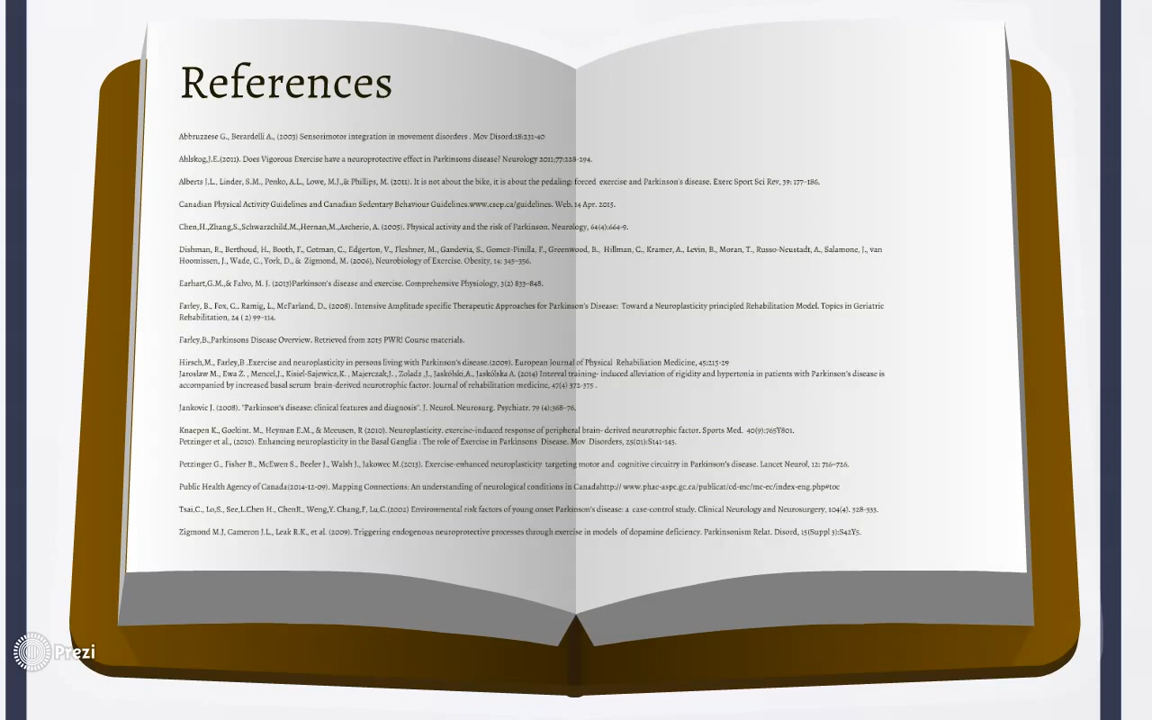 References
Abbruzzese G., Berardelli A., (2003) Sensorimotor integration in movement disorders . Mov Disord:18:231-40
Ahlskog,J.E.(2011). Does Vigorous Exercise have a neuroprotective effect in Parkinsons disease? Neurology 2011;77:228-294.
Alberts J.L., Linder, S.M., Penko, A.L., Lowe, M.J.,& Phillips, M. (2011). It is not about the bike, it is about the pedaling: forced exercise and Parkinson's disease. Exerc Sport Sci Rev, 39: 177-186.
Canadian Physical Activity Guidelines and Canadian Sedentary Behaviour Guidelines.www.cscp.ca/guidelines. Web. 14 Apr. 2015.
Chen,H.,Zhang,S.,Schwarzschild,M.,Hernan,M.,Ascherio, A. (2005). Physical activity and the risk of Parkinson. Neurology, 64(4):664-9.
Dishman, R., Berthoud, H., Booth, F., Cotman, C., Edgerton, V., Fleshner, M., Gandevia, S., Gomez-Pinilla, F., Greenwood, B., Hillman, C., Kramer, A., Levin, B., Moran, T., Russo-Neustadt, A., Salamone, J., van
Hoomissen, J., Wade, C., York, D., & Zigmond, M. (2006), Neurobiology of Exercise. Obesity, 14: 345-356.
Earhart,G.M.,& Falvo, M. J. (2013)Parkinson's disease and exercise. Comprehensive Physiology, 3(2) 833-848.
Farley, B., Fox, C., Ramig, L., McFarland, D., (2008). Intensive Amplitude specific Therapeutic Approaches for Parkinson's Disease: Toward a Neuroplasticity principled Rehabilitation Model. Topics in Geriatric
Rehabilitation, 24 ( 2) 99-114.
Farley,B.,Parkinsons Disease Overview. Retrieved from 2015 PWR! Course materials.
Hirsch,M., Farley,B .Exercise and neuroplasticity in persons living with Parkinson's disease.(2009). European Journal of Physical Rehabiliation Medicine, 45:215-29
Jaroslaw M., Ewa Ż. , Mencel,J., Kisiel-Sajewicz,K. , Majerczak,J. , Zoladz ,J., Jaskólski,A., Jaskólska A. (2014) Interval training- induced alleviation of rigidity and hypertonia in patients with Parkinson's disease is
accompanied by increased basal serum brain-derived neurotrophic factor. Journal of rehabilitation medicine, 47(4) 372-375 .
Jankovic J. (2008). "Parkinson's disease: clinical features and diagnosis". J. Neurol. Neurosurg. Psychiatr. 79 (4):368-76.
Knaepen K., Goekint. M., Heyman E.M., & Meeusen, R (2010). Neuroplasticity. exercise-induced response of peripheral brain- derived neurotrophic factor. Sports Med. 40(9):765Y801.
Petzinger et al., (2010). Enhancing neuroplasticity in the Basal Ganglia : The role of Exercise in Parkinsons Disease. Mov Disorders, 25(01):S141-145.
Petzinger G., Fisher B., McEwen S., Beeler J., Walsh J., Jakowec M.(2013). Exercise-enhanced neuroplasticity targeting motor and cognitive circuitry in Parkinson's disease. Lancet Neurol, 12: 716-726.
Public Health Agency of Canada(2014-12-09). Mapping Connections: An understanding of neurological conditions in Canadahttp:// www.phac-aspc.gc.ca/publicat/cd-mc/mc-ec/index-eng.php#toc
Tsai,C., Lo,S., See,L.Chen H., ChenR., Weng,Y. Chang,F, Lu,C.(2002) Environmental risk factors of young onset Parkinson's disease: a case-control study. Clinical Neurology and Neurosurgery, 104(4). 328-333.
Zigmond M.J, Cameron J.L., Leak R.K., et al. (2009). Triggering endogenous neuroprotective processes through exercise in models of dopamine deficiency. Parkinsonism Relat. Disord, 15(Suppl 3):S42Y5.
Prezi